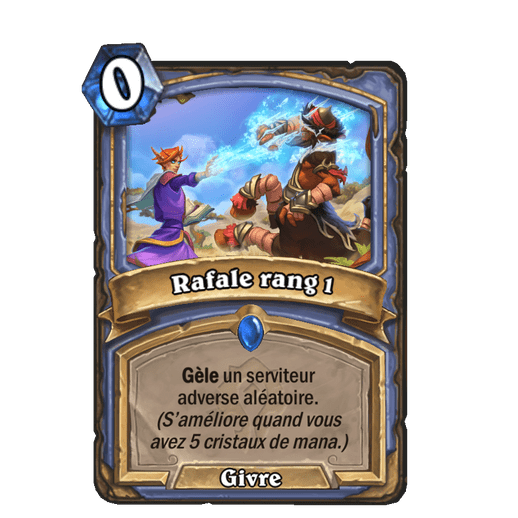 0
Rafale rang 1
Gèle un serviteur
adverse aléatoire.
(S'améliore quand vous
avez 5 cristaux de mana.)
Givre